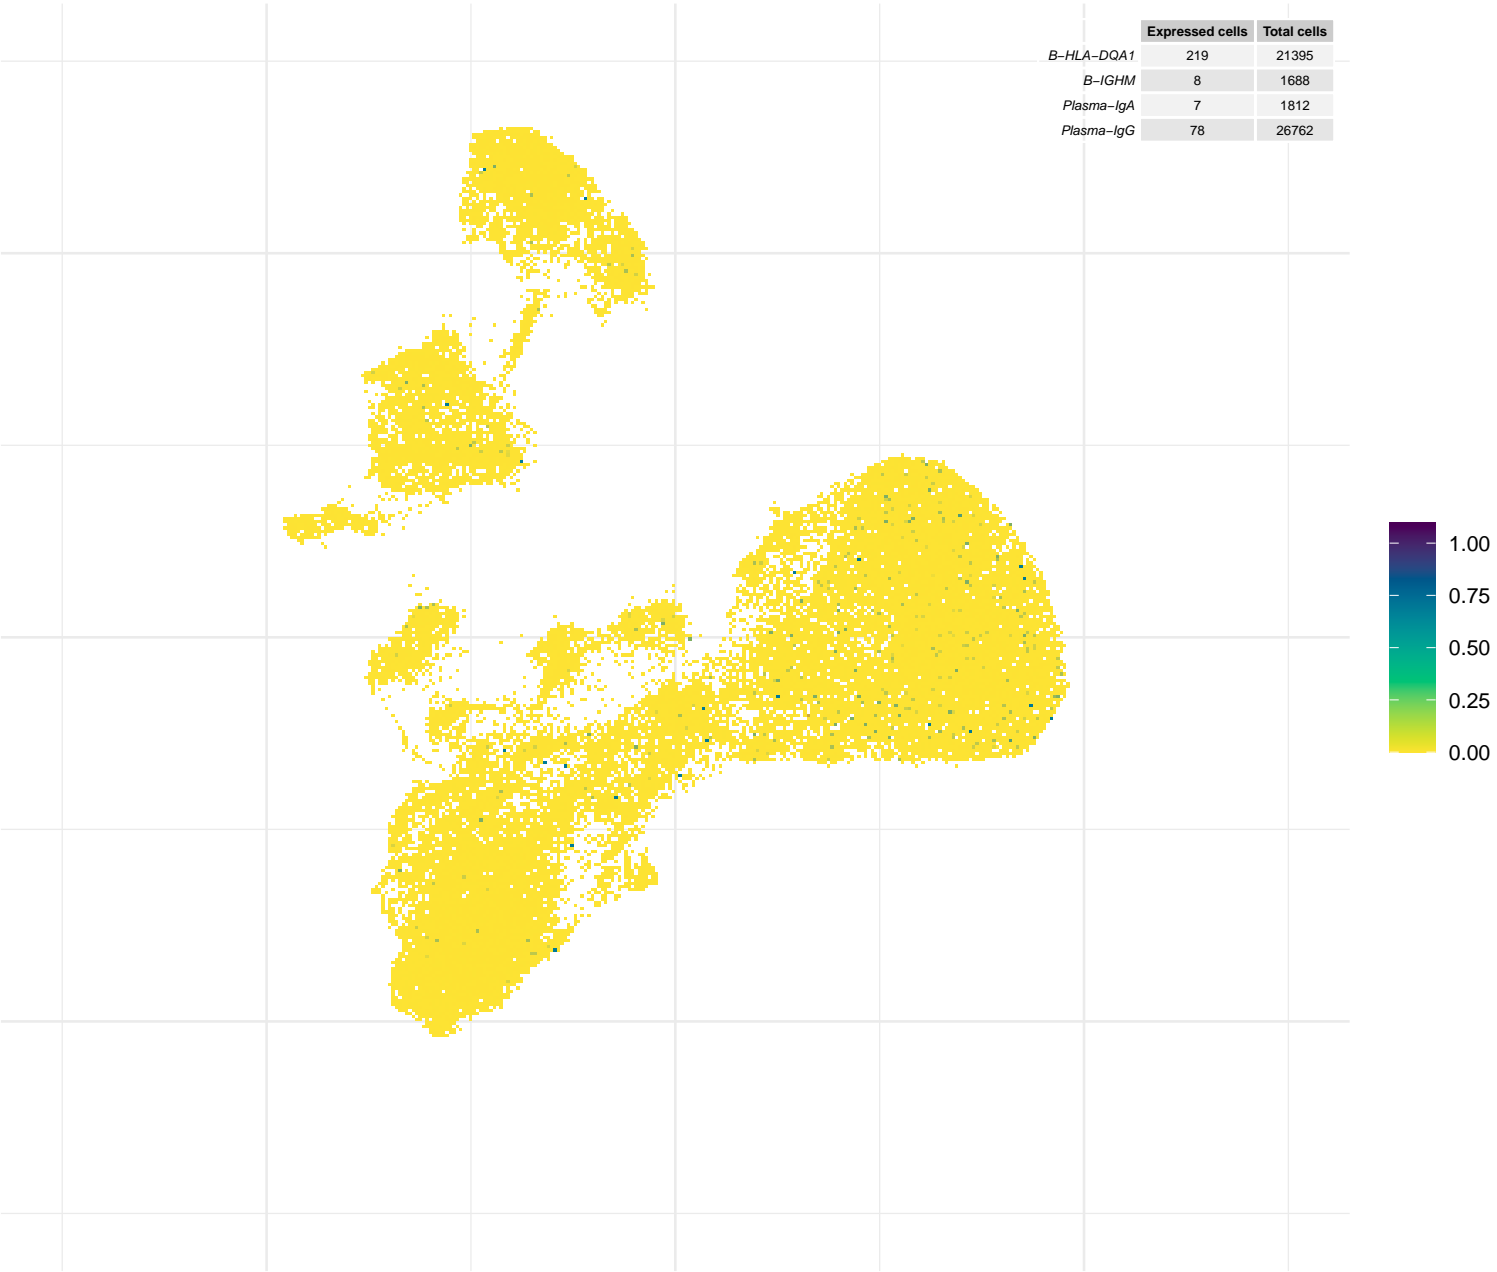 Expressed cells Total cells
B−HLA−DQA1 219 21395
B−IGHM 8 1688
Plasma−IgA 7 1812
Plasma−IgG 78 26762
1.00
0.75
0.50
0.25
0.00